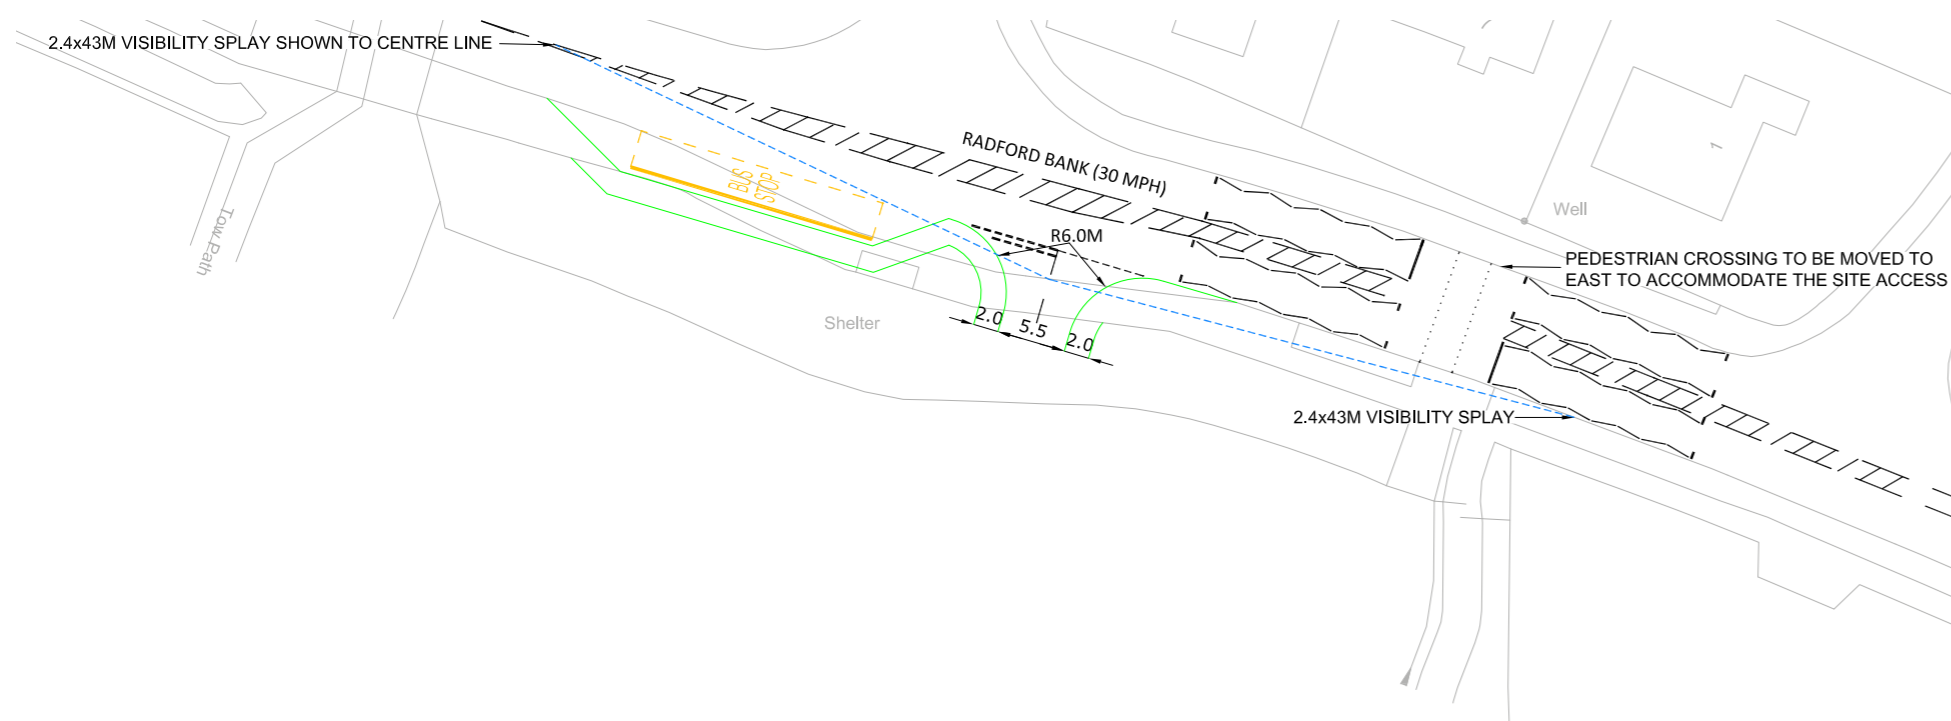 2.4x43M VISIBILITY SPLAY SHOWN TO CENTRE LINE
RADFORD BANK (30 MPH)
BUS
STOP
1
Well
Tow Path
R6.0M
PEDESTRIAN CROSSING TO BE MOVED TO
EAST TO ACCOMMODATE THE SITE ACCESS
Shelter
2.0
5.5
2.0
2.4x43M VISIBILITY SPLAY